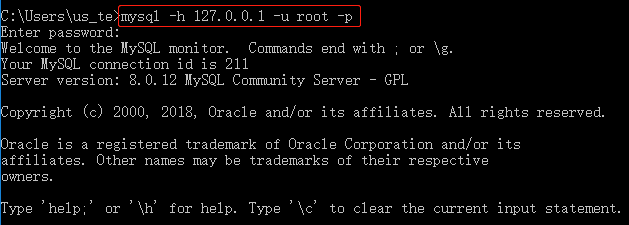 C:\Users\us_te>mysql -h 127.0.0.1 -u root -p
Enter password:
Welcome to the MySQL monitor.  Commands end with ; or \g.
Your MySQL connection id is 211
Server version: 8.0.12 MySQL Community Server - GPL
Copyright (c) 2000, 2018, Oracle and/or its affiliates. All rights reserved.
Oracle is a registered trademark of Oracle Corporation and/or its
affiliates. Other names may be trademarks of their respective
owners.
Type 'help;' or '\h' for help. Type '\c' to clear the current input statement.